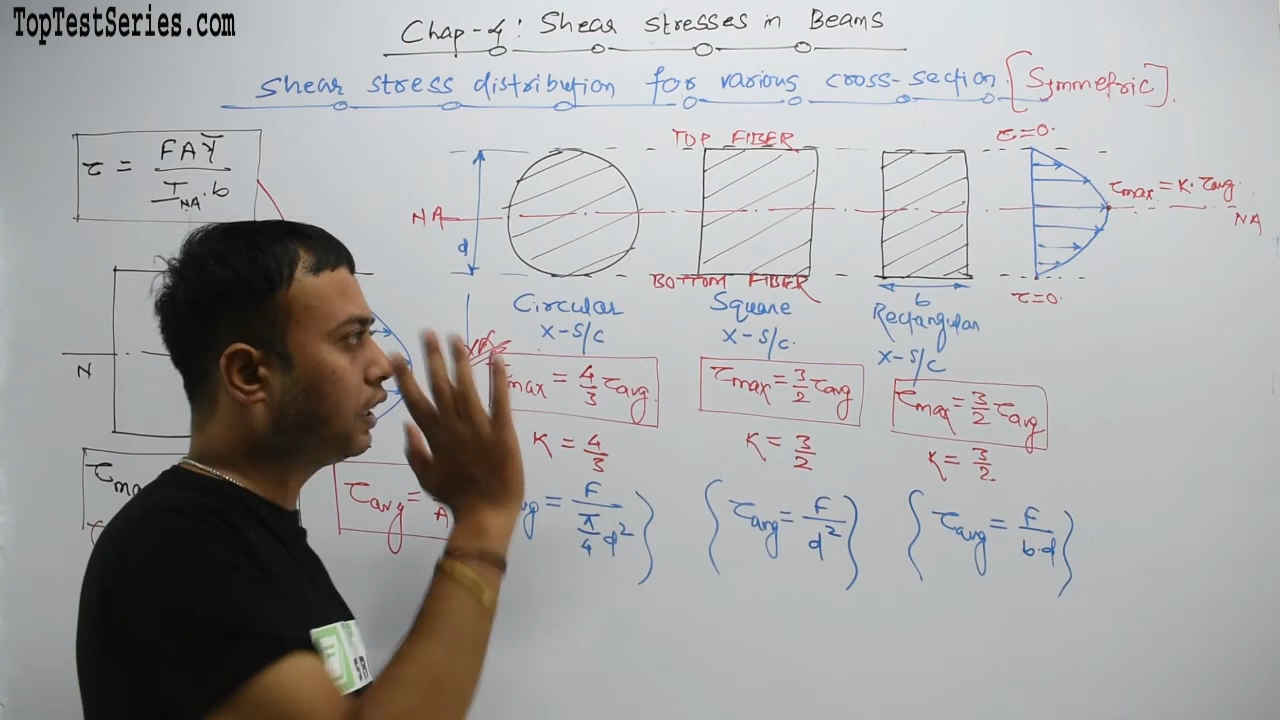 TopTestSeries.com
Chap-4: Shear stresses in Beams
Shear stress distribution for various cross-section [Symmetric].
τ = FAȲ / I_NA·b
TOP FIBER
τ=0.
τmax = K·τavg
NA
NA
d
BOTTOM FIBER
τ=0.
b
Circular
X-S/C
Square
X-S/C.
Rectangular
X-S/C
N
τmax = 4/3 τavg.
τmax = 3/2 τavg
τmax = 3/2 τavg
K = 4/3
K = 3/2
K = 3/2.
τavg =
A
= F / π/4 d²
τavg = F/d²
τavg = F/b·d